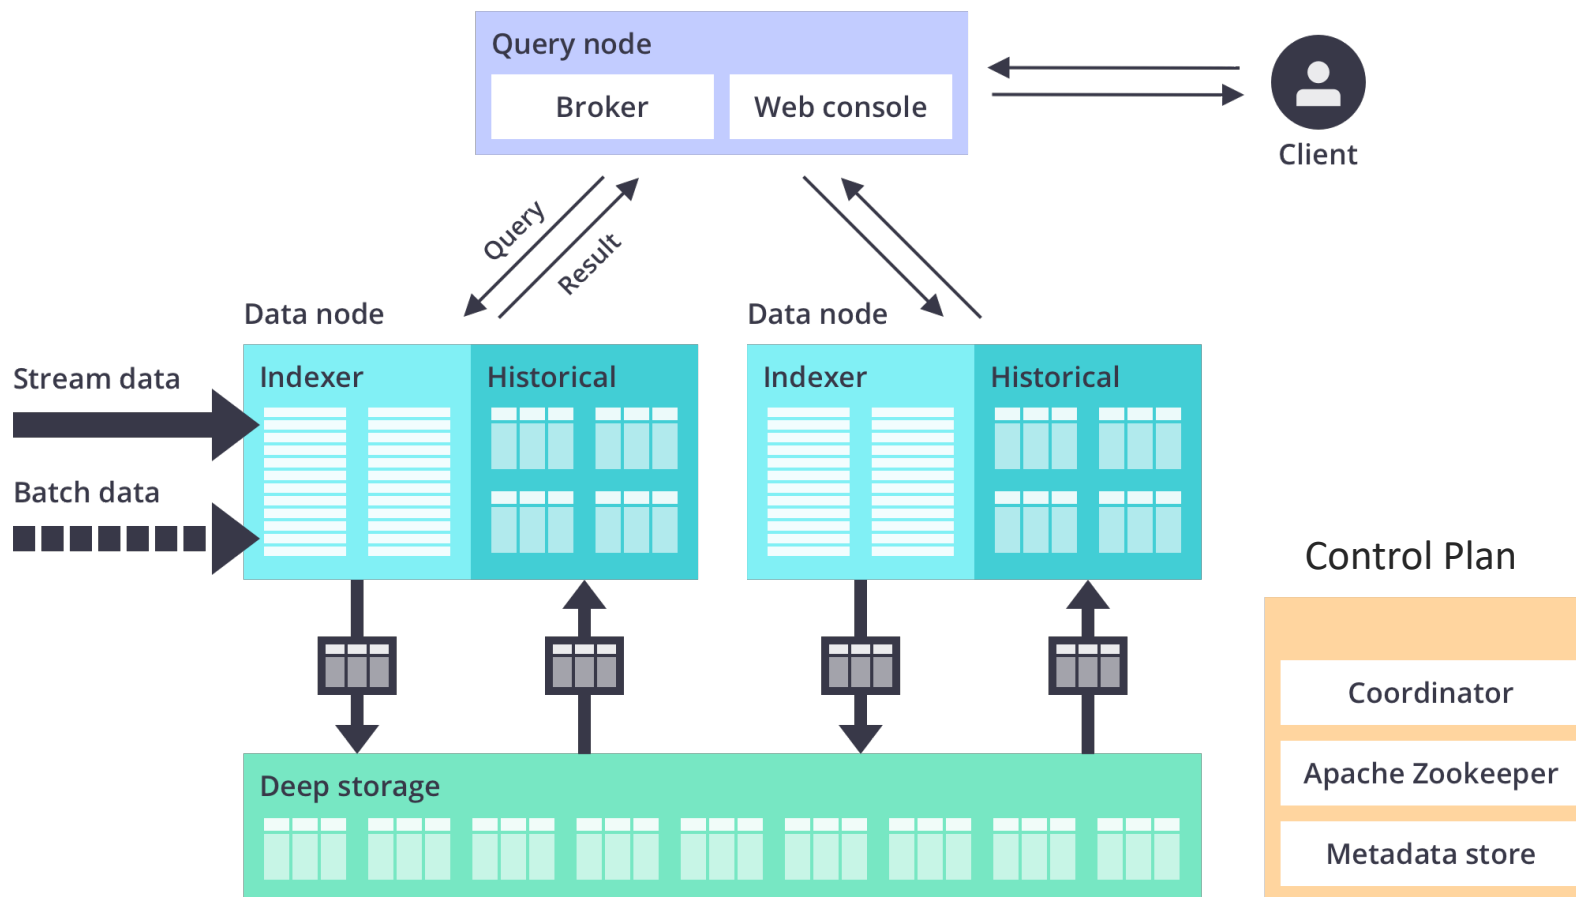 Query node
Broker
Web console
Client
Query
Result
Data node
Data node
Stream data
Batch data
Indexer
Historical
Indexer
Historical
Control Plan
Coordinator
Apache Zookeeper
Metadata store
Deep storage